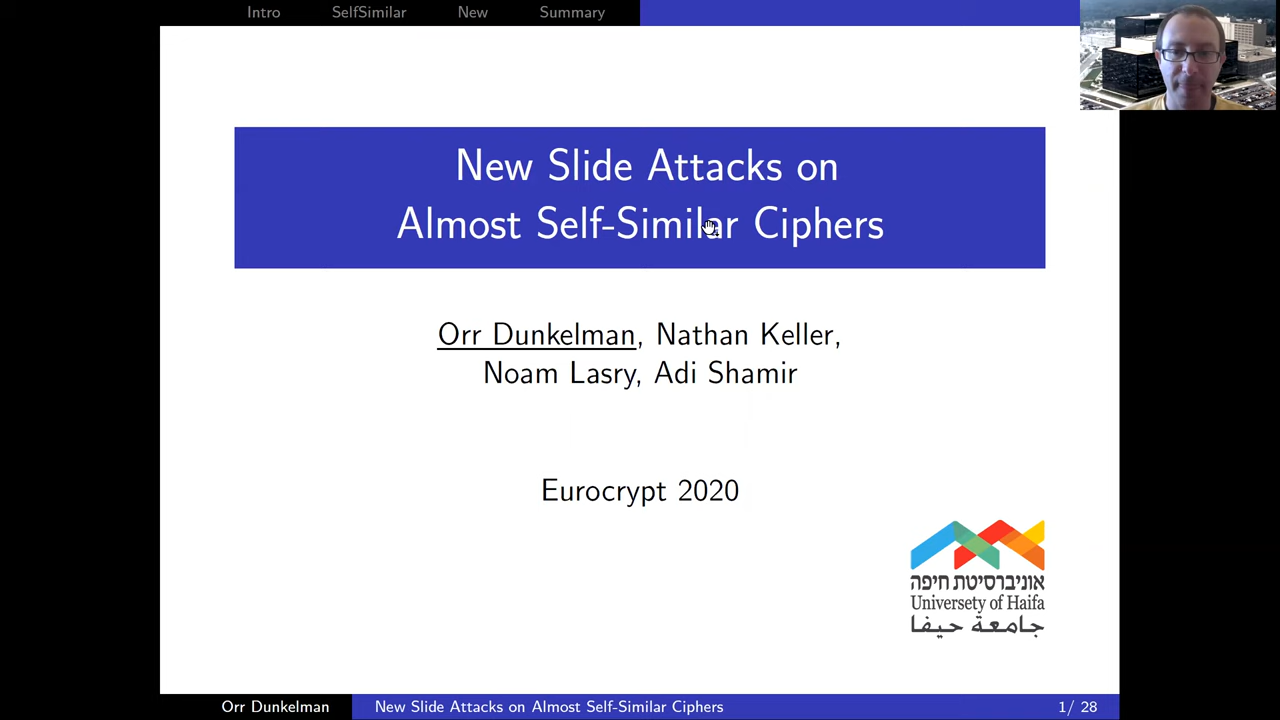 Intro SelfSimilar New Summary
New Slide Attacks on
Almost Self-Similar Ciphers
Orr Dunkelman, Nathan Keller,
Noam Lasry, Adi Shamir
Eurocrypt 2020
אוניברסיטת חיפה
Universety of Haifa
جامعة حيفا
Orr Dunkelman New Slide Attacks on Almost Self-Similar Ciphers 1/ 28